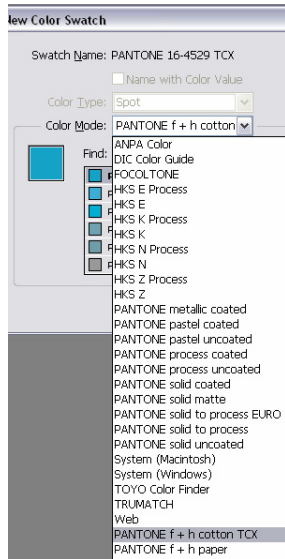 New Color Swatch
Swatch Name: PANTONE 16-4529 TCX
Name with Color Value
Color Type: Spot
Color Mode: PANTONE f + h cotton
Find:
ANPA Color
DIC Color Guide
FOCOLTONE
HKS E Process
HKS E
HKS K Process
HKS K
HKS N Process
HKS N
HKS Z Process
HKS Z
PANTONE metallic coated
PANTONE pastel coated
PANTONE pastel uncoated
PANTONE process coated
PANTONE process uncoated
PANTONE solid coated
PANTONE solid matte
PANTONE solid to process EURO
PANTONE solid to process
PANTONE solid uncoated
System (Macintosh)
System (Windows)
TOYO Color Finder
TRUMATCH
Web
PANTONE f + h cotton TCX
PANTONE f + h paper